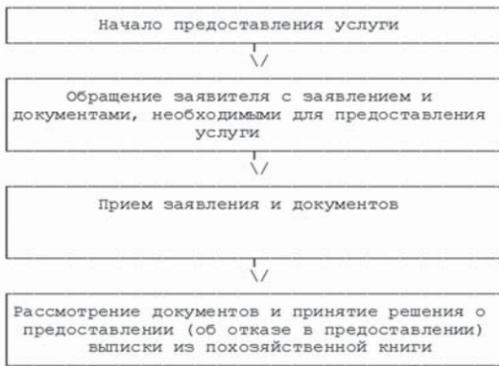 Начало предоставления услуги
Обращение заявителя с заявлением и
документами, необходимыми для предоставления
услуги
Прием заявления и документов
Рассмотрение документов и принятие решения о
предоставлении (об отказе в предоставлении)
выписки из похозяйственной книги